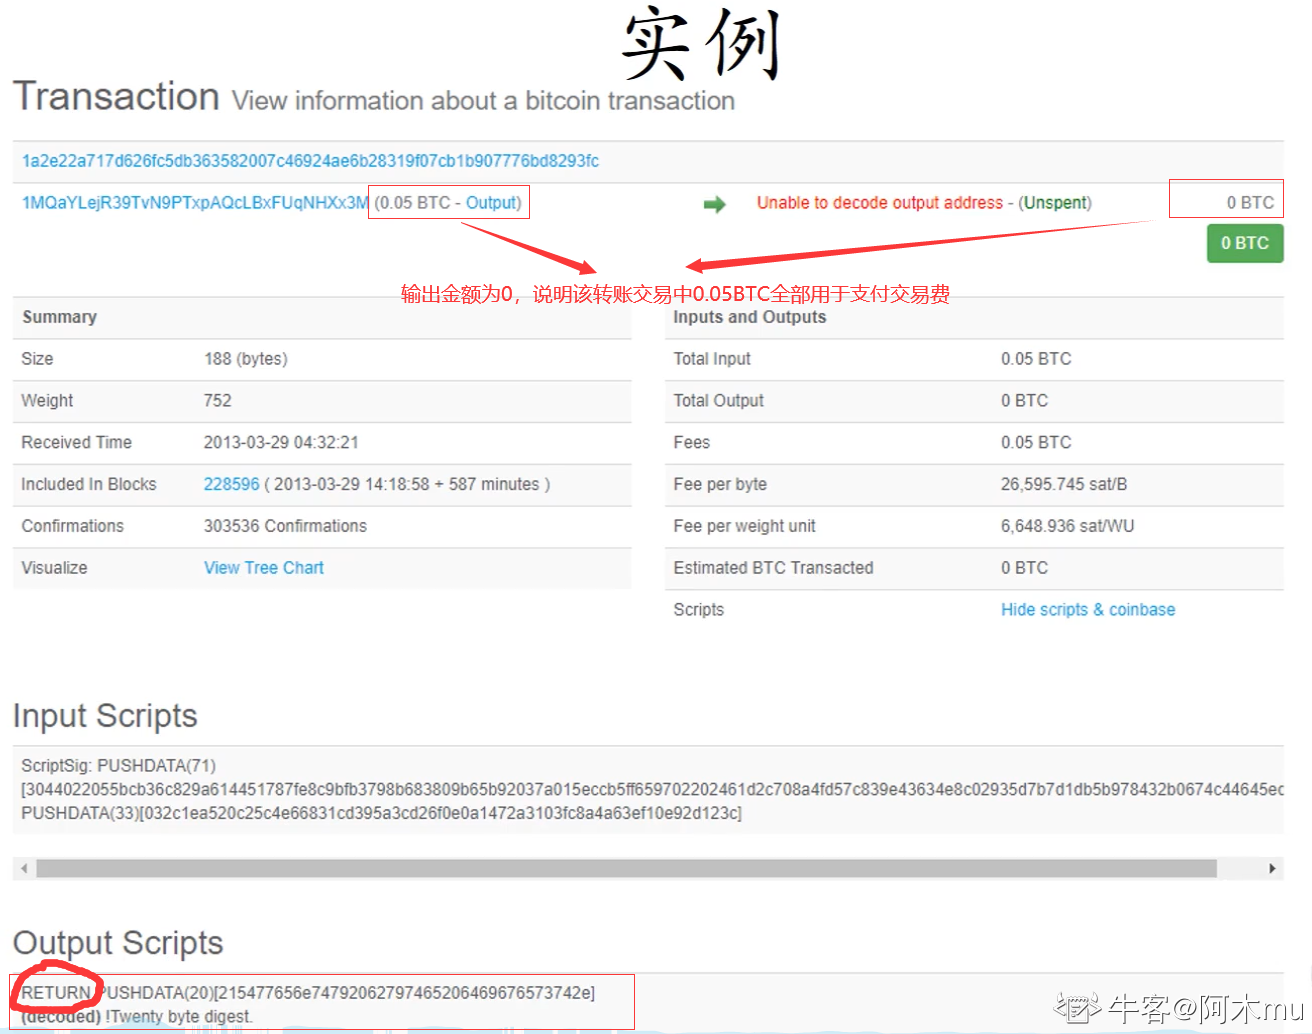 实例
Transaction View information about a bitcoin transaction
1a2e22a717d626fc5db363582007c46924ae6b28319f07cb1b907776bd8293fc
1MQaYLejR39TvN9PTxpAQcLBxFUqNHXx3M (0.05 BTC - Output) Unable to decode output address - (Unspent) 0 BTC
0 BTC
输出金额为0，说明该转账交易中0.05BTC全部用于支付交易费
Summary
Size 188 (bytes)
Weight 752
Received Time 2013-03-29 04:32:21
Included In Blocks 228596 ( 2013-03-29 14:18:58 + 587 minutes )
Confirmations 303536 Confirmations
Visualize View Tree Chart
Inputs and Outputs
Total Input 0.05 BTC
Total Output 0 BTC
Fees 0.05 BTC
Fee per byte 26,595.745 sat/B
Fee per weight unit 6,648.936 sat/WU
Estimated BTC Transacted 0 BTC
Scripts Hide scripts & coinbase
Input Scripts
ScriptSig: PUSHDATA(71)
[3044022055bcb36c829a614451787fe8c9bfb3798b683809b65b92037a015eccb5ff659702202461d2c708a4fd57c839e43634e8c02935d7b7d1db5b978432b0674c44645ec
PUSHDATA(33)[032c1ea520c25c4e66831cd395a3cd26f0e0a1472a3103fc8a4a63ef10e92d123c]
Output Scripts
RETURN PUSHDATA(20)[215477656e74792062797465206469676573742e]
(decoded) !Twenty byte digest.
牛客@阿木mu